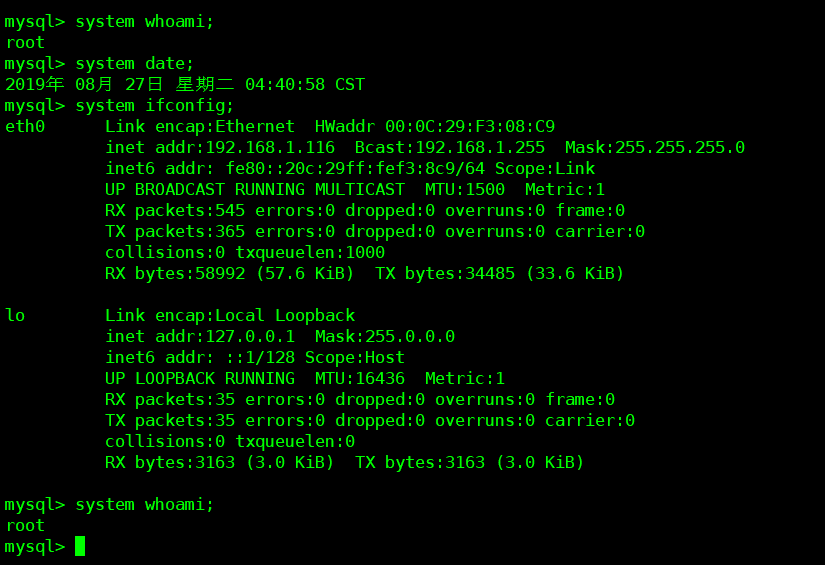 mysql> system whoami;
root
mysql> system date;
2019年 08月 27日 星期二 04:40:58 CST
mysql> system ifconfig;
eth0      Link encap:Ethernet  HWaddr 00:0C:29:F3:08:C9
          inet addr:192.168.1.116  Bcast:192.168.1.255  Mask:255.255.255.0
          inet6 addr: fe80::20c:29ff:fef3:8c9/64 Scope:Link
          UP BROADCAST RUNNING MULTICAST  MTU:1500  Metric:1
          RX packets:545 errors:0 dropped:0 overruns:0 frame:0
          TX packets:365 errors:0 dropped:0 overruns:0 carrier:0
          collisions:0 txqueuelen:1000
          RX bytes:58992 (57.6 KiB)  TX bytes:34485 (33.6 KiB)

lo        Link encap:Local Loopback
          inet addr:127.0.0.1  Mask:255.0.0.0
          inet6 addr: ::1/128 Scope:Host
          UP LOOPBACK RUNNING  MTU:16436  Metric:1
          RX packets:35 errors:0 dropped:0 overruns:0 frame:0
          TX packets:35 errors:0 dropped:0 overruns:0 carrier:0
          collisions:0 txqueuelen:0
          RX bytes:3163 (3.0 KiB)  TX bytes:3163 (3.0 KiB)

mysql> system whoami;
root
mysql>